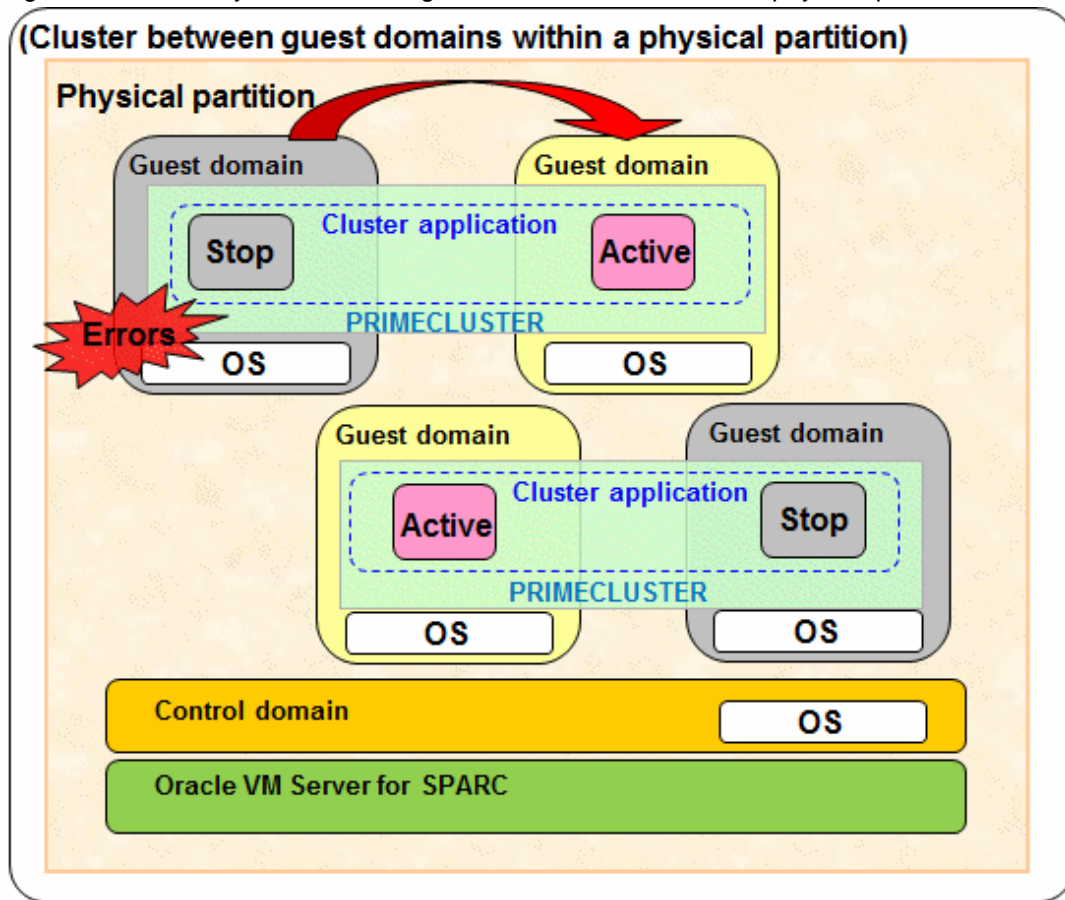 (Cluster between guest domains within a physical partition)
Physical partition
Guest domain
Guest domain
Cluster application
Stop
Active
Errors
PRIMECLUSTER
OS
OS
Guest domain
Guest domain
Cluster application
Active
Stop
PRIMECLUSTER
OS
OS
Control domain
OS
Oracle VM Server for SPARC